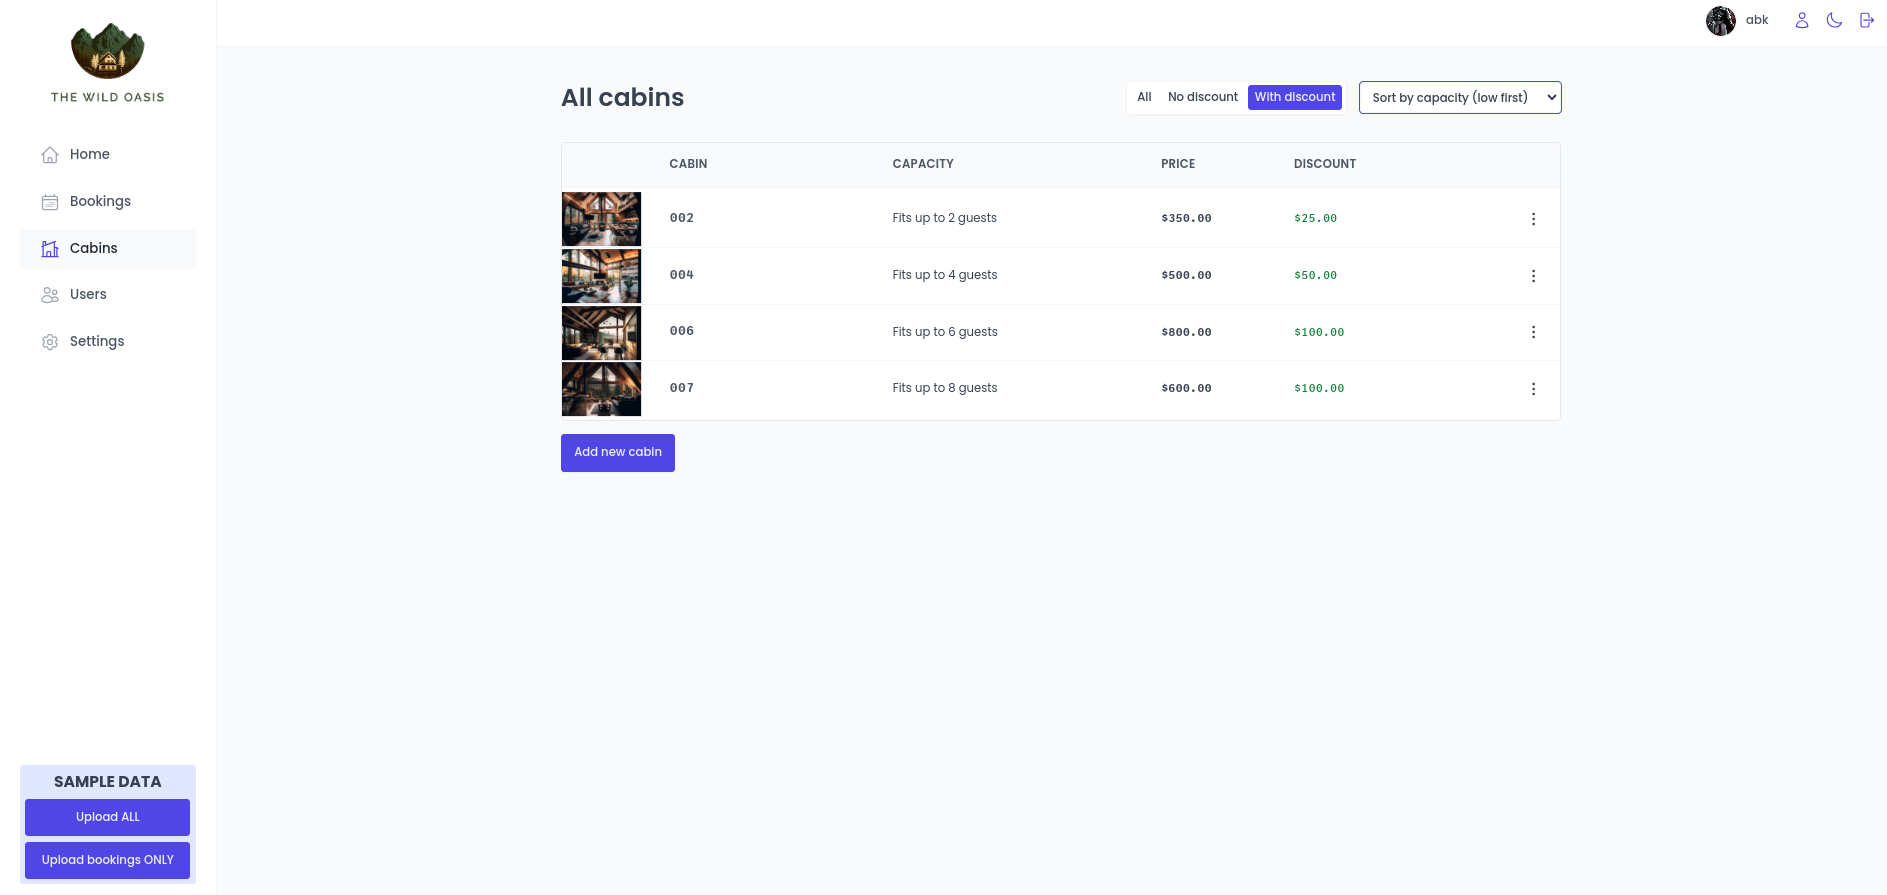 THE WILD OASIS
Home
Bookings
Cabins
Users
Settings
SAMPLE DATA
Upload ALL
Upload bookings ONLY
abk
All cabins
All No discount With discount Sort by capacity (low first)
CABIN CAPACITY PRICE DISCOUNT
002 Fits up to 2 guests $350.00 $25.00
004 Fits up to 4 guests $500.00 $50.00
006 Fits up to 6 guests $800.00 $100.00
007 Fits up to 8 guests $600.00 $100.00
Add new cabin